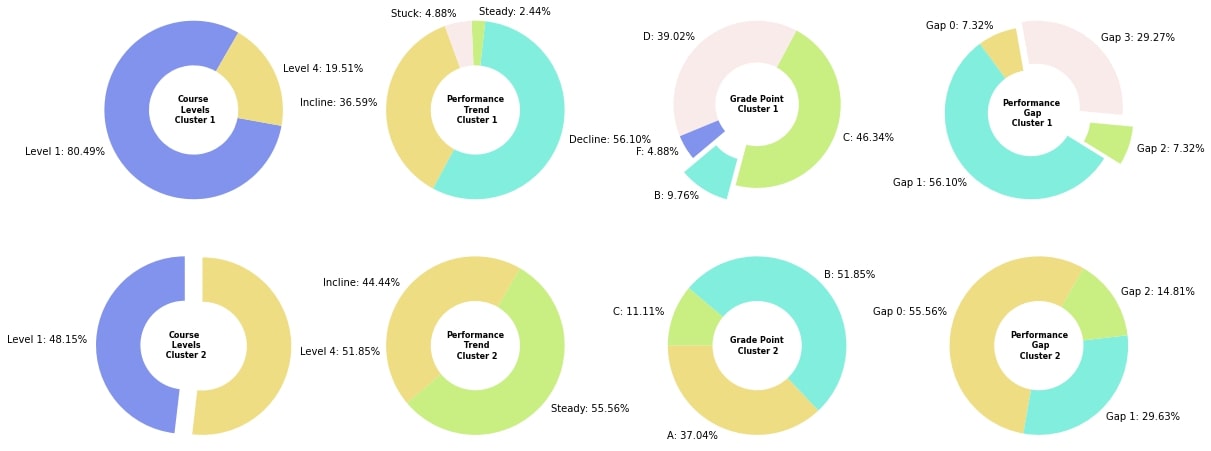 Stuck: 4.88%
Steady: 2.44%
Level 4: 19.51%
Course
Levels
Cluster 1
Level 1: 80.49%
Incline: 36.59%
Performance
Trend
Cluster 1
Decline: 56.10%
D: 39.02%
Grade Point
Cluster 1
C: 46.34%
F: 4.88%
B: 9.76%
Gap 0: 7.32%
Gap 3: 29.27%
Performance
Gap
Cluster 1
Gap 2: 7.32%
Gap 1: 56.10%
Level 1: 48.15%
Course
Levels
Cluster 2
Level 4: 51.85%
Incline: 44.44%
Performance
Trend
Cluster 2
Steady: 55.56%
B: 51.85%
C: 11.11%
Grade Point
Cluster 2
A: 37.04%
Gap 2: 14.81%
Gap 0: 55.56%
Performance
Gap
Cluster 2
Gap 1: 29.63%